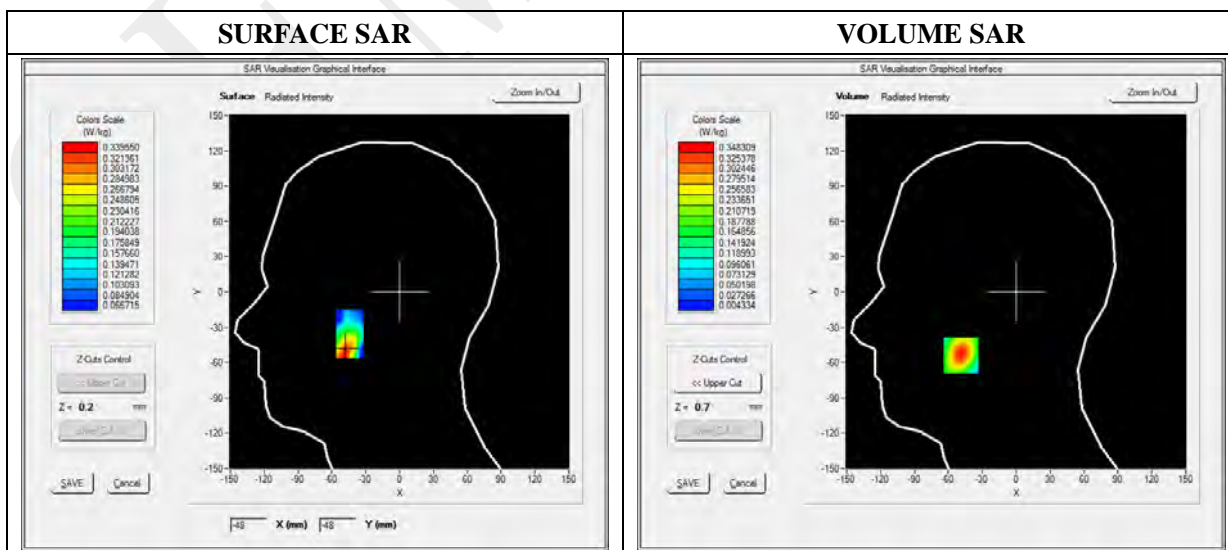 SURFACE SAR
VOLUME SAR
SAR Visualisation Graphical Interface
Surface Radiated Intensity
Zoom In/Out
Colors Scale
(W/kg)
0.339550
0.321361
0.303172
0.284983
0.266794
0.248605
0.230416
0.212227
0.194038
0.175849
0.157660
0.139471
0.121282
0.103093
0.084904
0.066715
Z-Cuts Control
<< Upper Cut
Z = 0.2 mm
SAVE Cancel
150
120
90
60
30
0
-30
-60
-90
-120
-150
Y
-150 -120 -90 -60 -30 0 30 60 90 120 150
X
-48 X (mm) -48 Y (mm)
SAR Visualisation Graphical Interface
Volume Radiated Intensity
Zoom In/Out
Colors Scale
(W/kg)
0.348309
0.325378
0.302446
0.279514
0.256583
0.233651
0.210719
0.187788
0.164856
0.141924
0.118993
0.096061
0.073129
0.050198
0.027266
0.004334
Z-Cuts Control
<< Upper Cut
Z = 0.7 mm
SAVE Cancel
150
120
90
60
30
0
-30
-60
-90
-120
-150
Y
-150 -120 -90 -60 -30 0 30 60 90 120 150
X